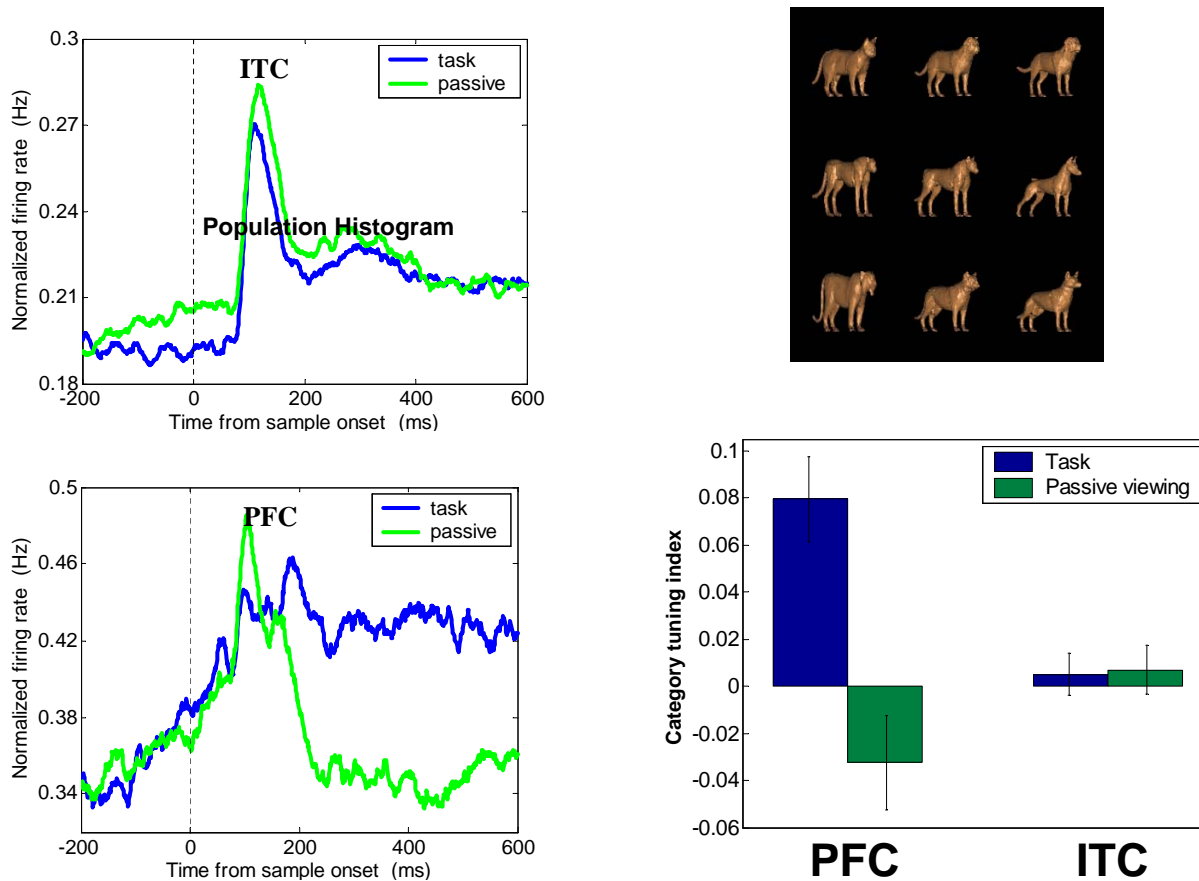 0.3
0.27
0.24
0.21
0.18
Normalized firing rate (Hz)
ITC
task
passive
Population Histogram
-200 0 200 400 600
Time from sample onset (ms)
0.5
0.46
0.42
0.38
0.34
Normalized firing rate (Hz)
PFC
task
passive
-200 0 200 400 600
Time from sample onset (ms)
0.1
0.08
0.06
0.04
0.02
0
-0.02
-0.04
-0.06
Category tuning index
Task
Passive viewing
PFC ITC